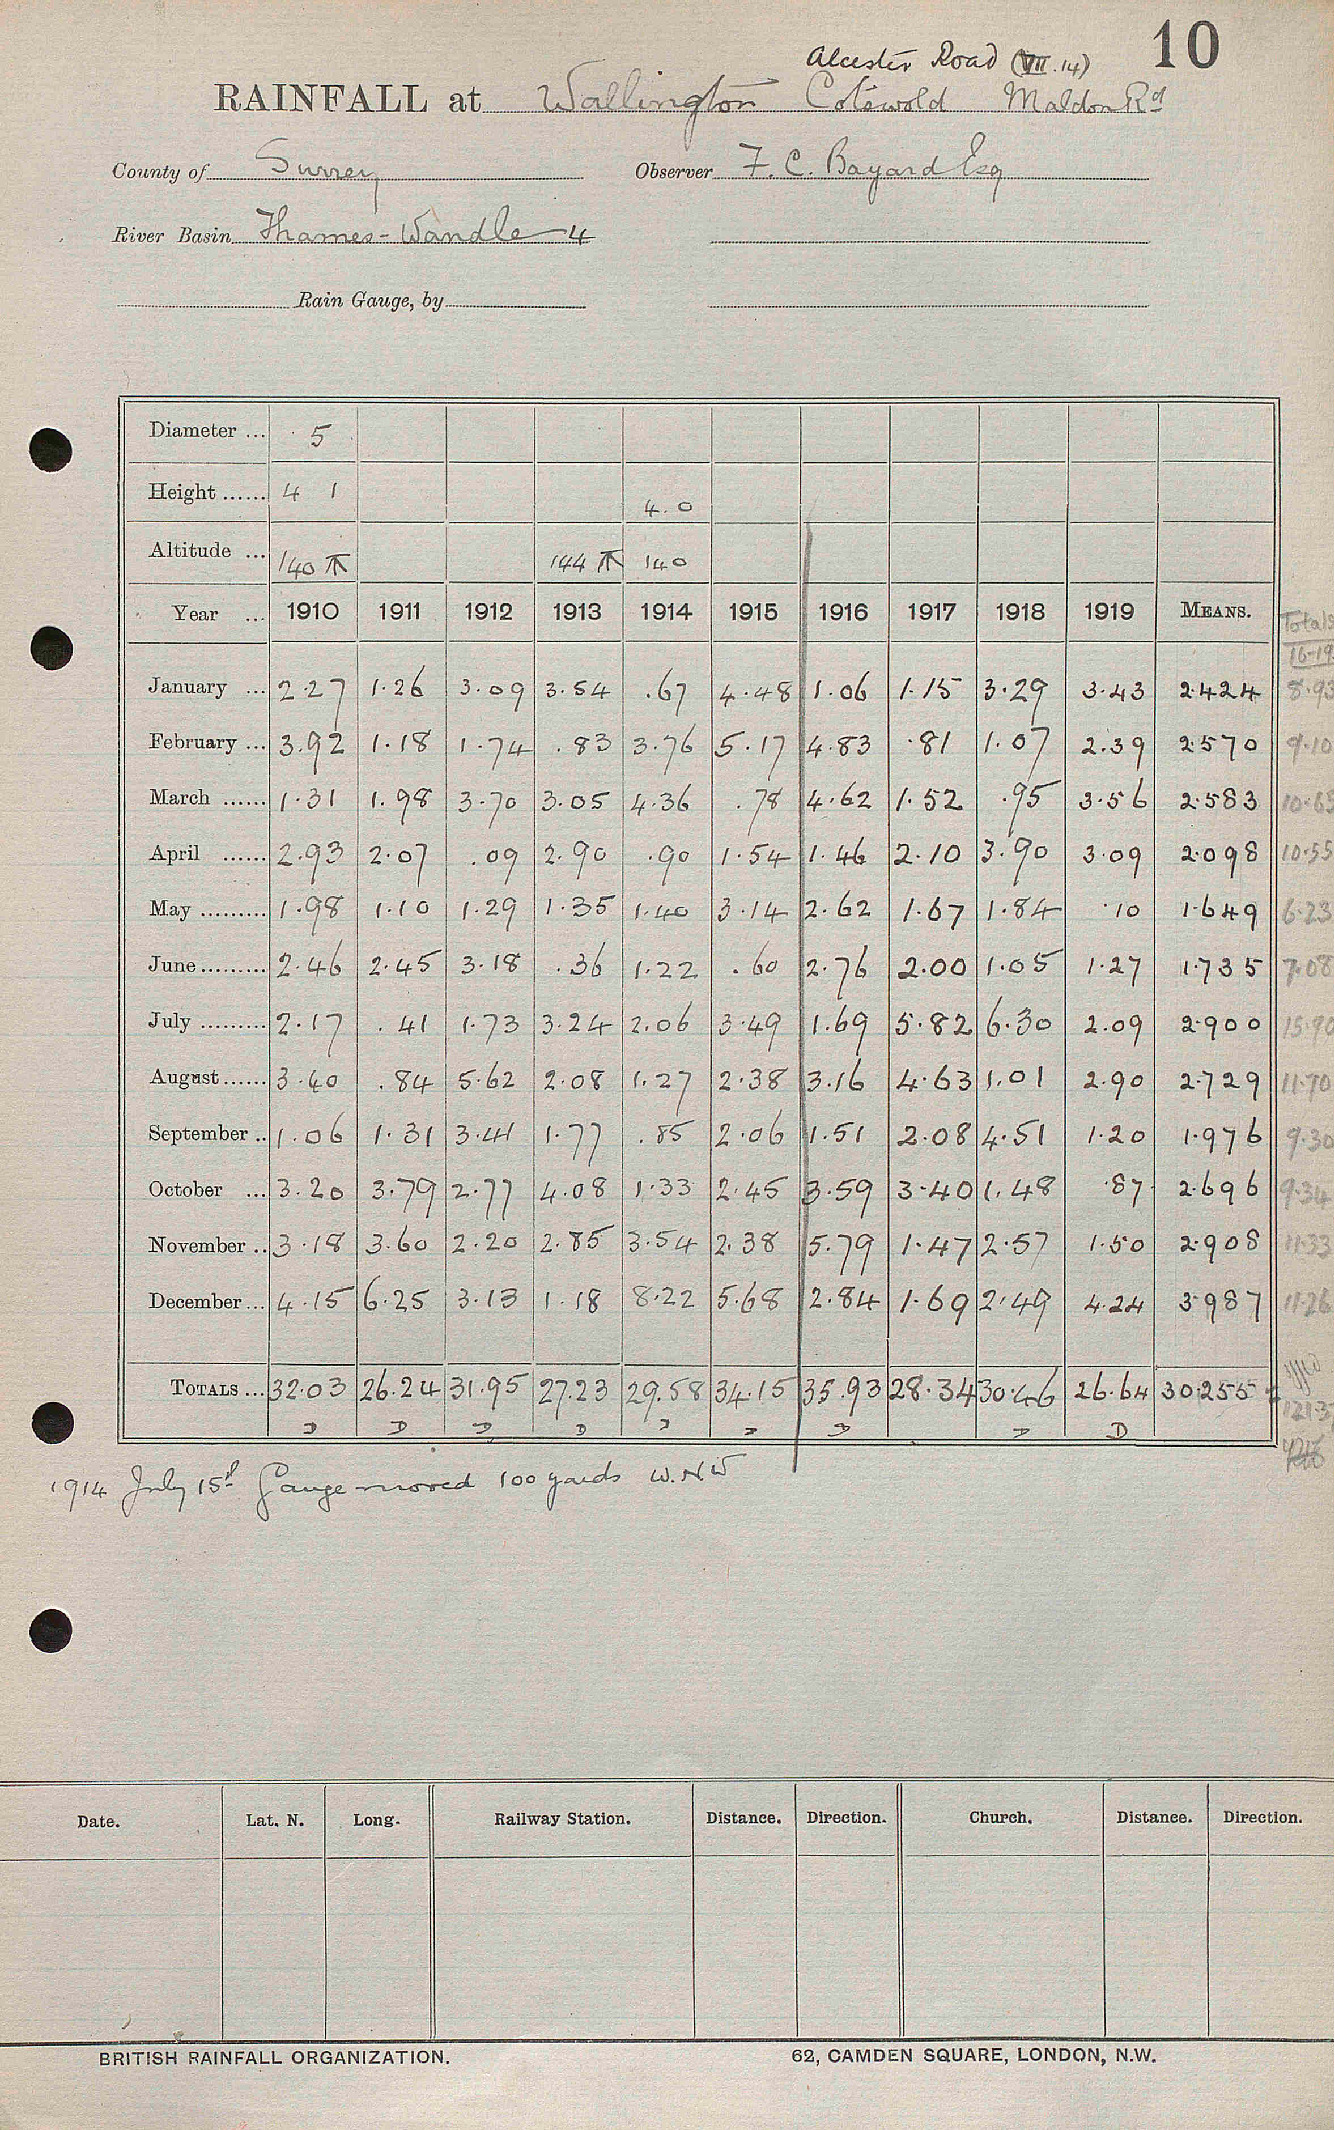 10
Alcester Road (VII.14)
RAINFALL at Wallington Cotswold Maldon Rd
County of Surrey Observer F. C. Bayard Esq
River Basin Thames-Wandle 4
Rain Gauge, by
Diameter ... 5
Height ...... 4 1 4.0
Altitude ... 140 144 140
Year ... 1910 1911 1912 1913 1914 1915 1916 1917 1918 1919 MEANS. Totals
16-19
January ... 2.27 1.26 3.09 3.54 .67 4.48 1.06 1.15 3.29 3.43 2.424 8.93
February ... 3.92 1.18 1.74 .83 3.76 5.17 4.83 .81 1.07 2.39 2.570 9.10
March ...... 1.31 1.98 3.70 3.05 4.36 .78 4.62 1.52 .95 3.56 2.583 10.65
April ...... 2.93 2.07 .09 2.90 .90 1.54 1.46 2.10 3.90 3.09 2.098 10.55
May ......... 1.98 1.10 1.29 1.35 1.40 3.14 2.62 1.67 1.84 .10 1.649 6.23
June ......... 2.46 2.45 3.18 .36 1.22 .60 2.76 2.00 1.05 1.27 1.735 7.08
July ......... 2.17 .41 1.73 3.24 2.06 3.49 1.69 5.82 6.30 2.09 2.900 15.90
August ...... 3.40 .84 5.62 2.08 1.27 2.38 3.16 4.63 1.01 2.90 2.729 11.70
September .. 1.06 1.31 3.41 1.77 .85 2.06 1.51 2.08 4.51 1.20 1.976 9.30
October ... 3.20 3.79 2.77 4.08 1.33 2.45 3.59 3.40 1.48 .87 2.696 9.34
November .. 3.18 3.60 2.20 2.85 3.54 2.38 5.79 1.47 2.57 1.50 2.908 11.33
December ... 4.15 6.25 3.13 1.18 8.22 5.68 2.84 1.69 2.49 4.24 3.987 11.26
TOTALS ... 32.03 26.24 31.95 27.23 29.58 34.15 35.93 28.34 30.46 26.64 30.255
D D D D D D D D D
1914 July 15th Gauge moved 100 yards W.N.W
Date. Lat. N. Long. Railway Station. Distance. Direction. Church. Distance. Direction.
BRITISH RAINFALL ORGANIZATION. 62, CAMDEN SQUARE, LONDON, N.W.